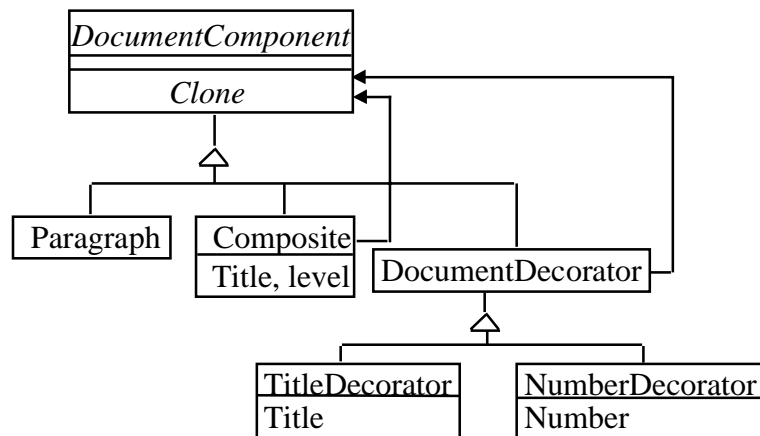 DocumentComponent
Clone
Paragraph
Composite
Title, level
DocumentDecorator
TitleDecorator
Title
NumberDecorator
Number